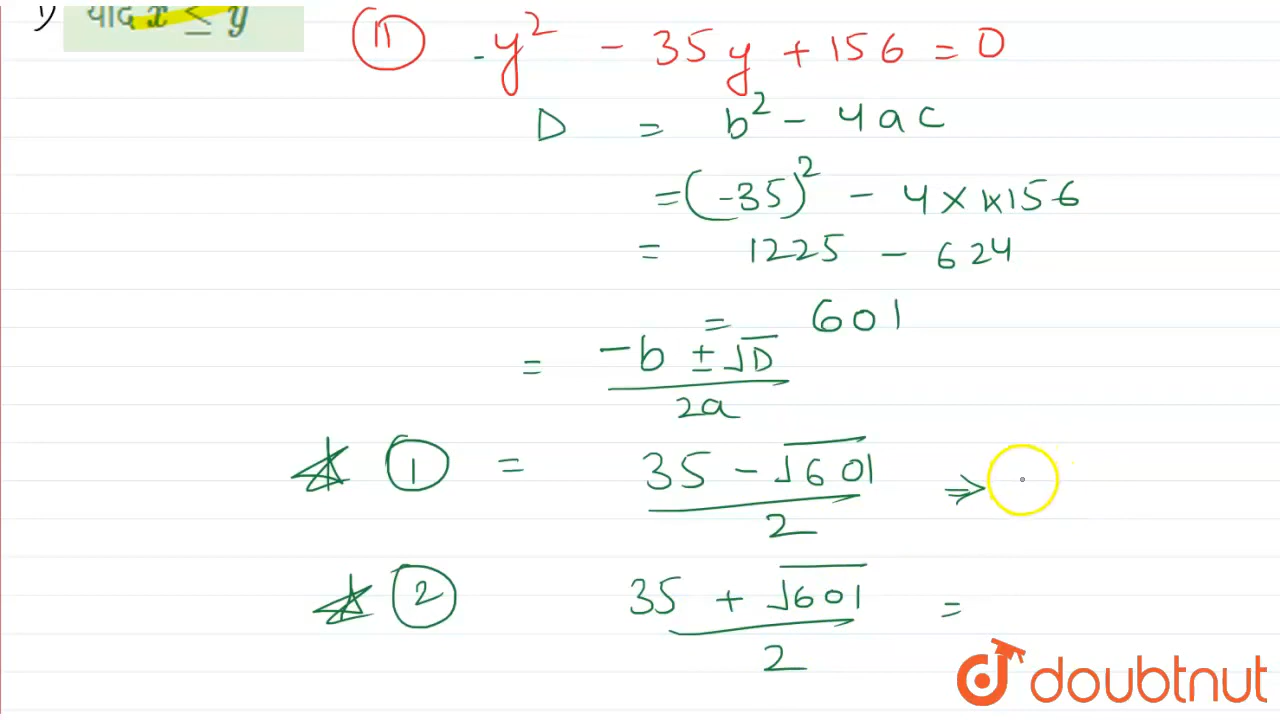 यदि x ≤ y
II y² - 35y + 156 = 0
D = b² - 4ac
= (-35)² - 4 × 1×156
= 1225 - 624
= 601
= -b ± √D / 2a
1 = 35 - √601 / 2 ⇒
2 35 + √601 / 2 =
doubtnut